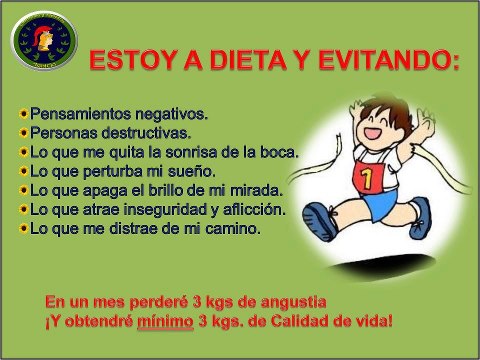 ESTOY A DIETA Y EVITANDO:
Pensamientos negativos.
Personas destructivas.
Lo que me quita la sonrisa de la boca.
Lo que perturba mi sueño.
Lo que apaga el brillo de mi mirada.
Lo que atrae inseguridad y aflicción.
Lo que me distrae de mi camino.
1
En un mes perderé 3 kgs de angustia
¡Y obtendré mínimo 3 kgs. de Calidad de vida!